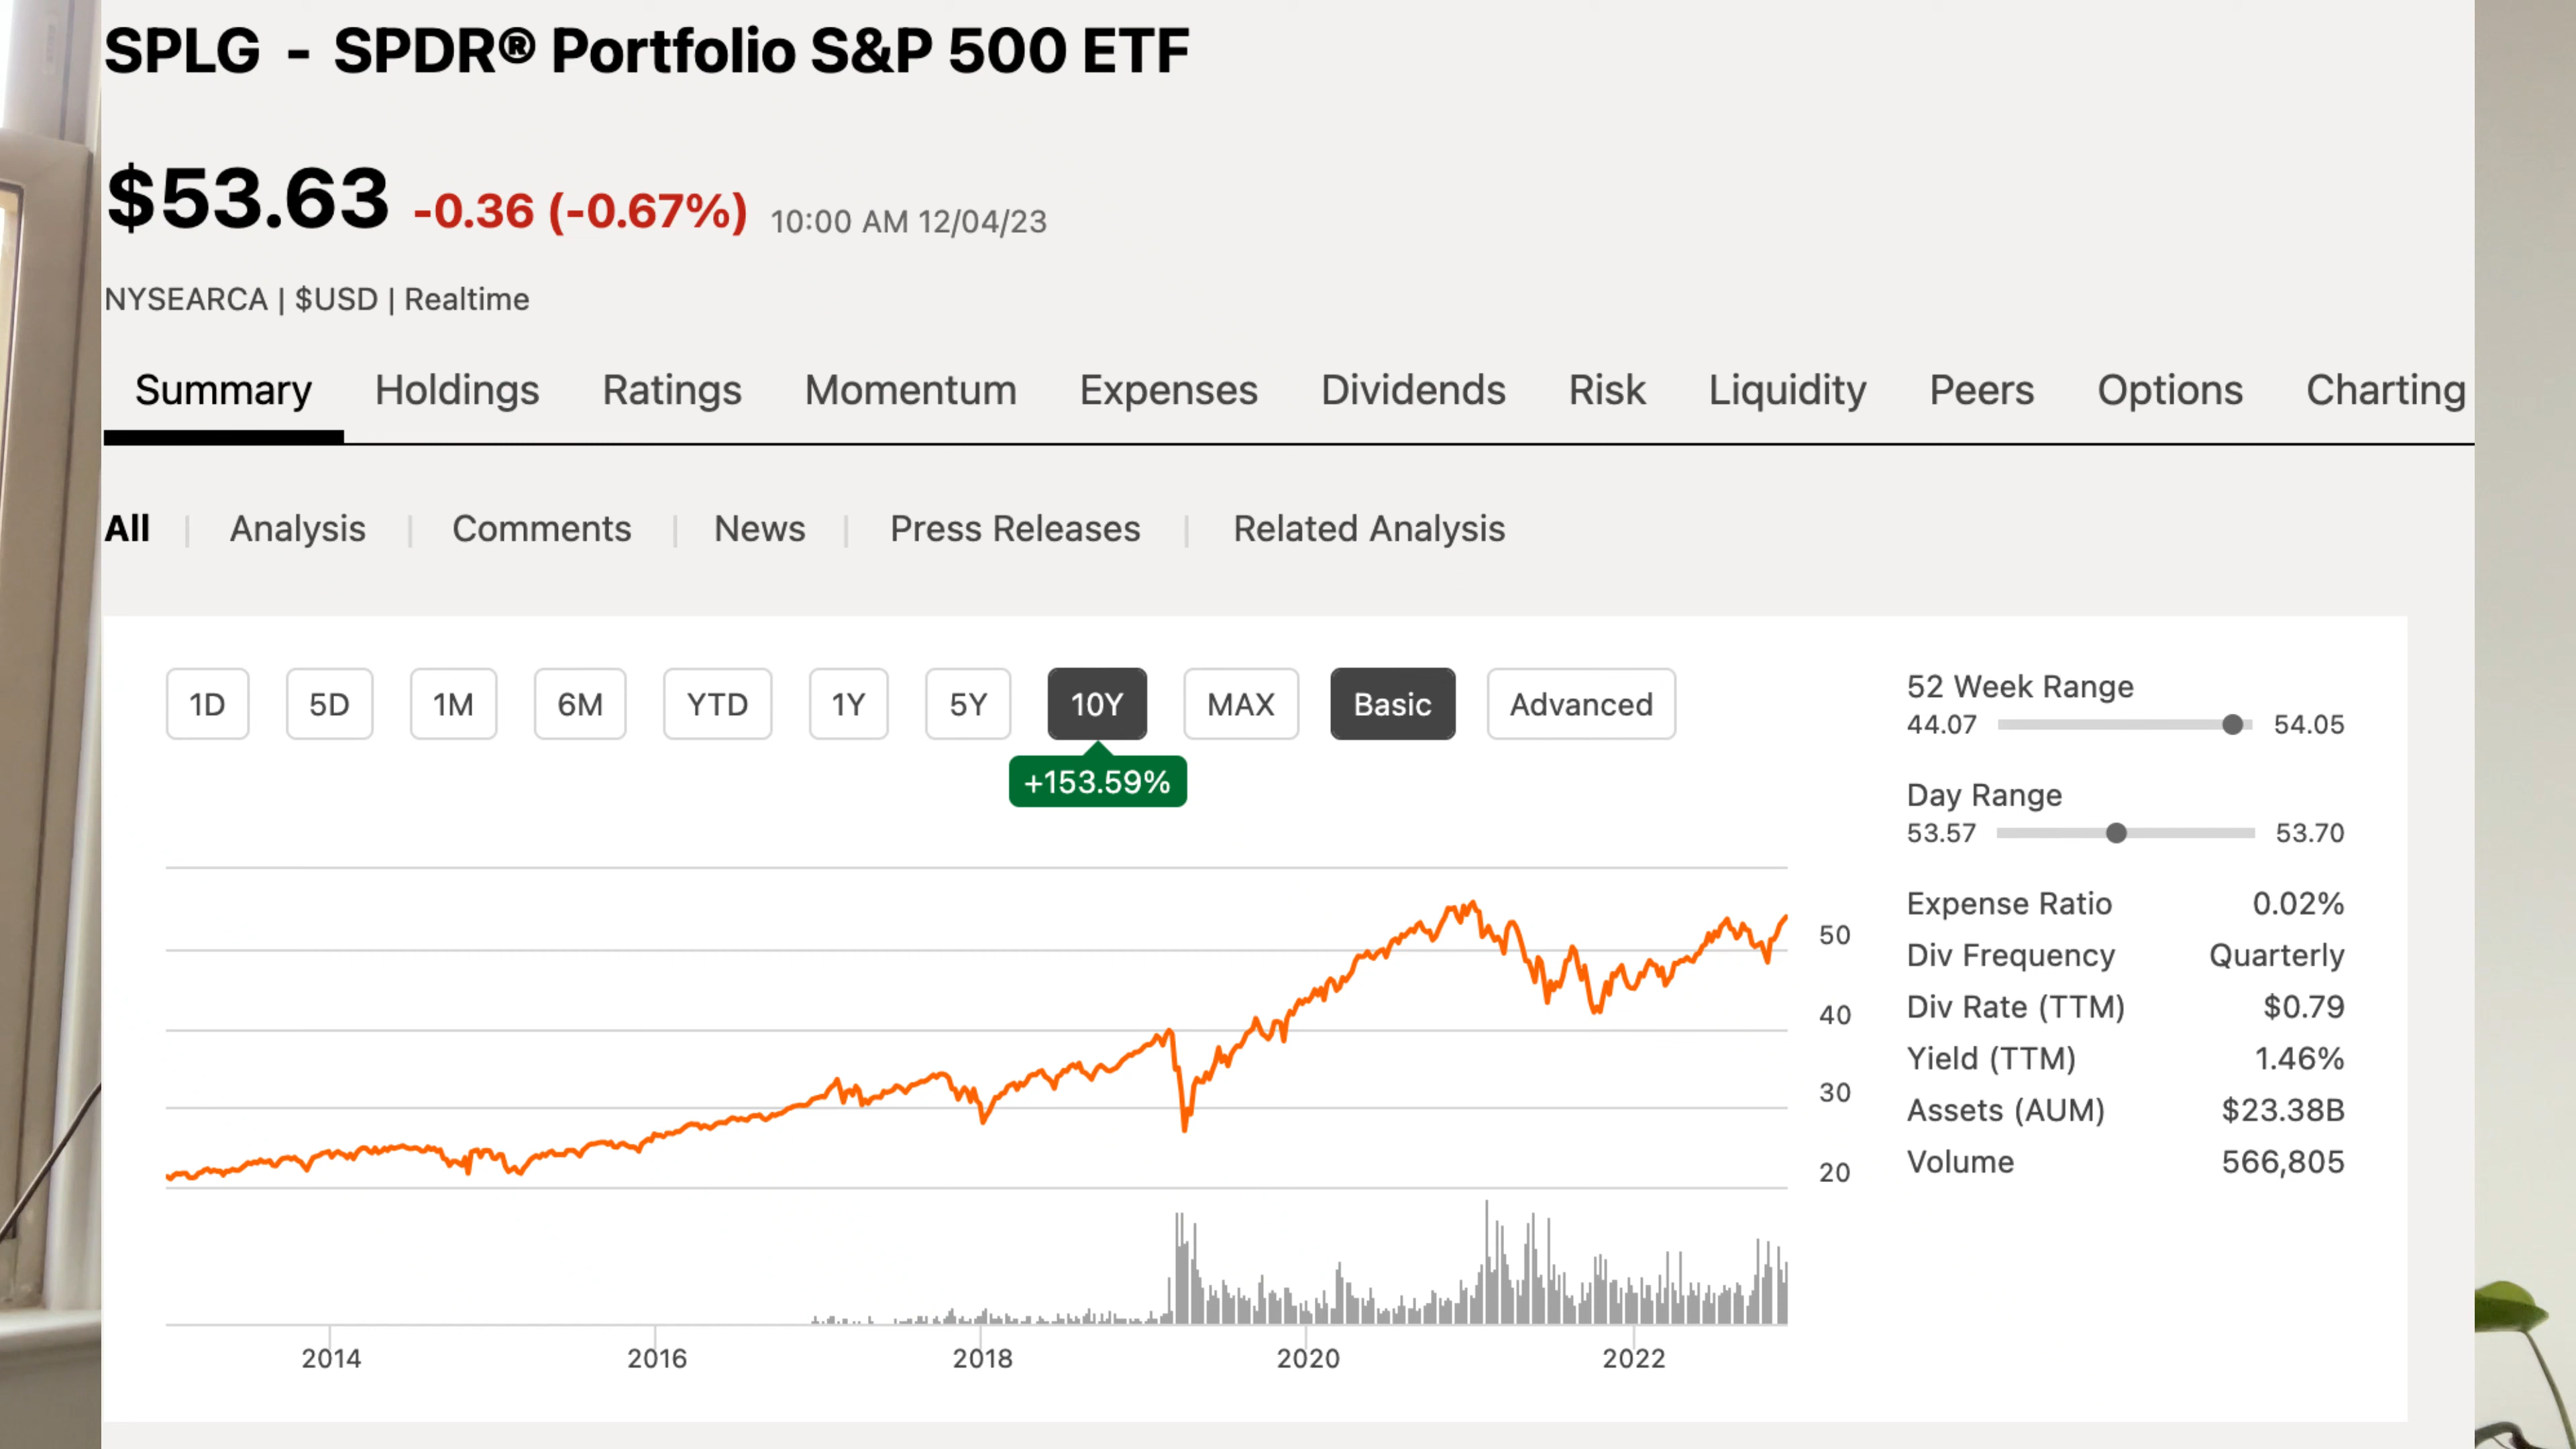 SPLG - SPDR® Portfolio S&P 500 ETF
$53.63 -0.36 (-0.67%) 10:00 AM 12/04/23
NYSEARCA | $USD | Realtime
Summary Holdings Ratings Momentum Expenses Dividends Risk Liquidity Peers Options Charting
All | Analysis | Comments | News | Press Releases | Related Analysis
1D 5D 1M 6M YTD 1Y 5Y 10Y MAX Basic Advanced
+153.59%
50
40
30
20
2014 2016 2018 2020 2022
52 Week Range
44.07 54.05
Day Range
53.57 53.70
Expense Ratio 0.02%
Div Frequency Quarterly
Div Rate (TTM) $0.79
Yield (TTM) 1.46%
Assets (AUM) $23.38B
Volume 566,805